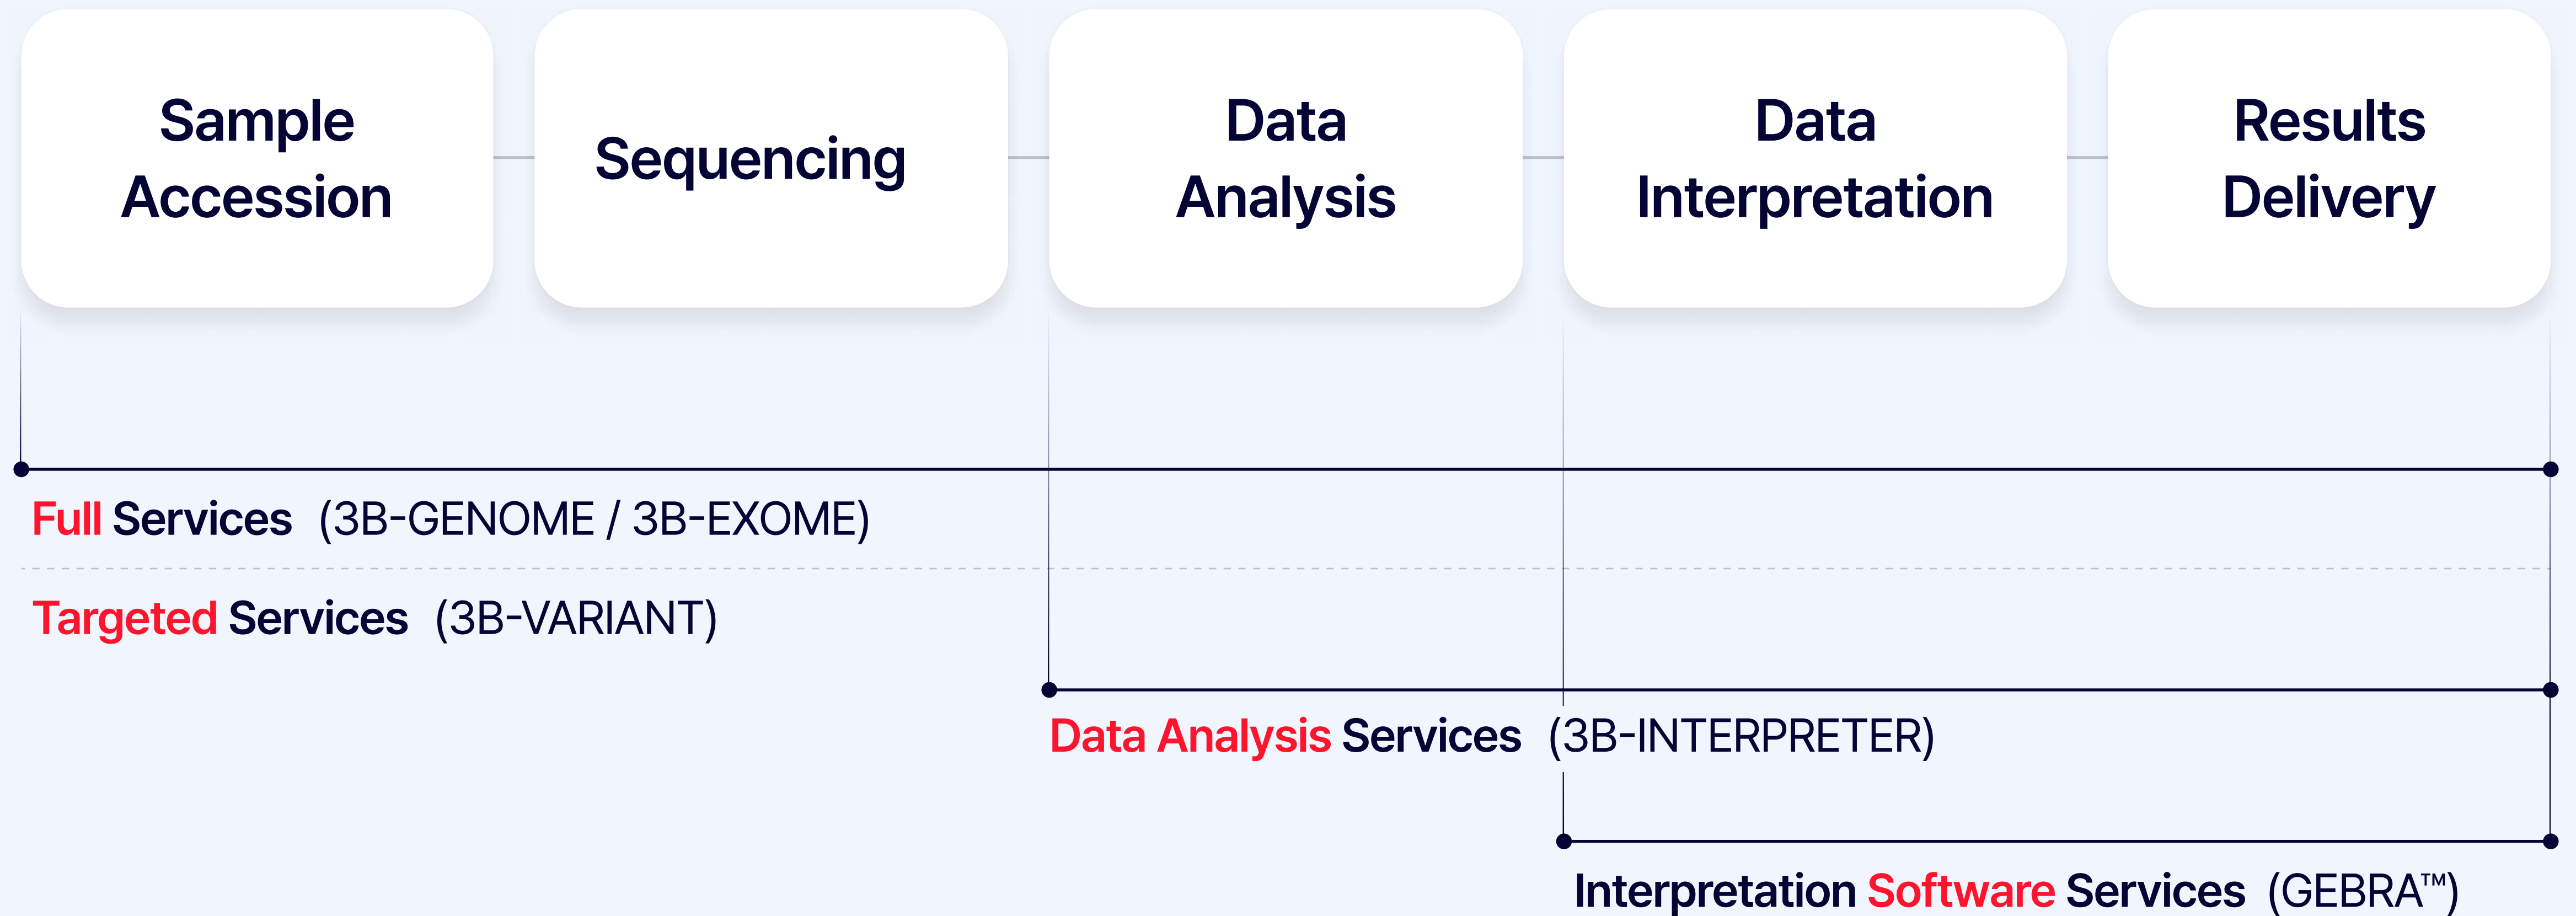 Sample
Accession
Sequencing
Data
Analysis
Data
Interpretation
Results
Delivery
Full Services (3B-GENOME / 3B-EXOME)
Targeted Services (3B-VARIANT)
Data Analysis Services (3B-INTERPRETER)
Interpretation Software Services (GEBRA™)